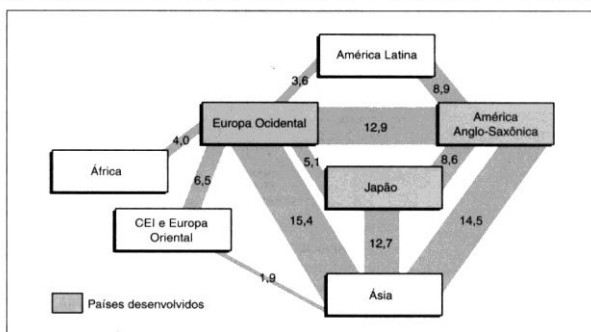 América Latina
3,6
8,9
Europa Ocidental
12,9
América
Anglo-Saxônica
4,0
5,1
8,6
África
6,5
Japão
CEI e Europa
Oriental
15,4
12,7
14,5
1,9
Ásia
Países desenvolvidos